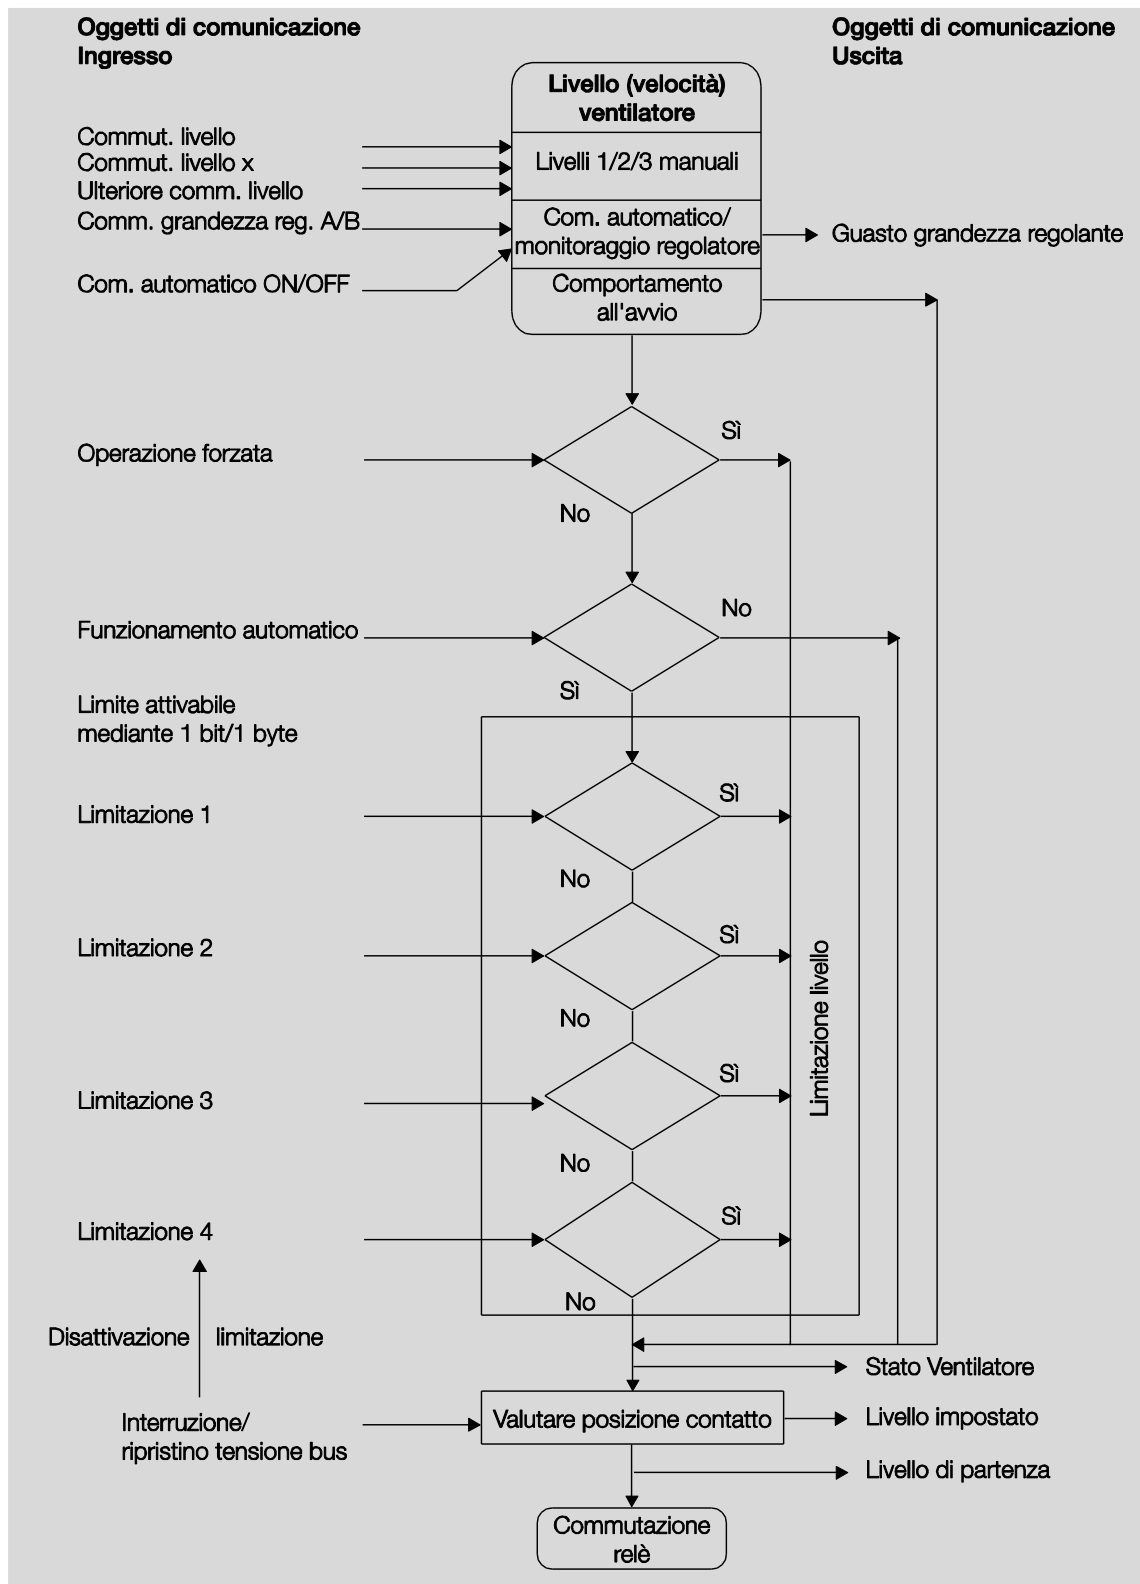 Oggetti di comunicazione
Ingresso
Oggetti di comunicazione
Uscita
Livello (velocità)
ventilatore
Commut. livello
Commut. livello x
Ulteriore comm. livello
Livelli 1/2/3 manuali
Comm. grandezza reg. A/B
Com. automatico/
monitoraggio regolatore
Guasto grandezza regolante
Com. automatico ON/OFF
Comportamento
all'avvio
Sì
Operazione forzata
No
No
Funzionamento automatico
Sì
Limite attivabile
mediante 1 bit/1 byte
Sì
Limitazione 1
No
Sì
Limitazione 2
No
Limitazione livello
Sì
Limitazione 3
No
Sì
Limitazione 4
No
Disattivazione limitazione
Stato Ventilatore
Interruzione/
ripristino tensione bus
Valutare posizione contatto
Livello impostato
Livello di partenza
Commutazione
relè